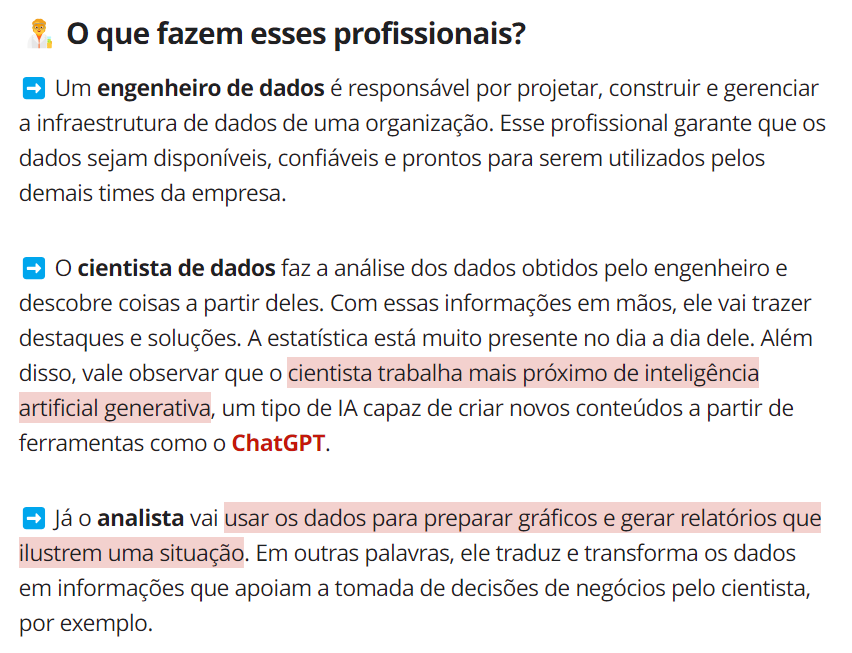 👨‍🔬 O que fazem esses profissionais?
➡️ Um engenheiro de dados é responsável por projetar, construir e gerenciar
a infraestrutura de dados de uma organização. Esse profissional garante que os
dados sejam disponíveis, confiáveis e prontos para serem utilizados pelos
demais times da empresa.
➡️ O cientista de dados faz a análise dos dados obtidos pelo engenheiro e
descobre coisas a partir deles. Com essas informações em mãos, ele vai trazer
destaques e soluções. A estatística está muito presente no dia a dia dele. Além
disso, vale observar que o cientista trabalha mais próximo de inteligência
artificial generativa, um tipo de IA capaz de criar novos conteúdos a partir de
ferramentas como o ChatGPT.
➡️ Já o analista vai usar os dados para preparar gráficos e gerar relatórios que
ilustrem uma situação. Em outras palavras, ele traduz e transforma os dados
em informações que apoiam a tomada de decisões de negócios pelo cientista,
por exemplo.